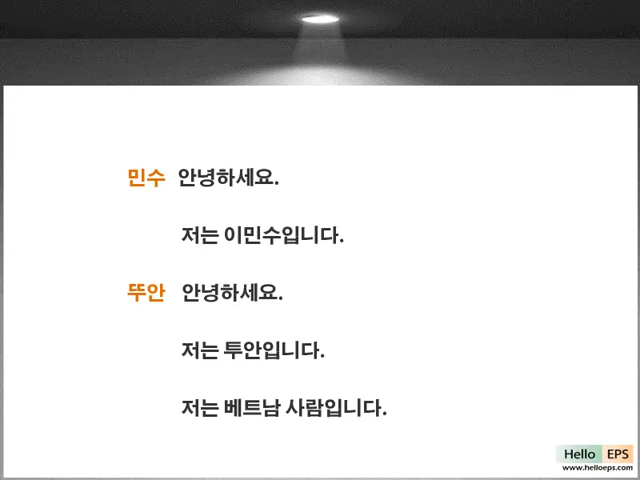 민수 안녕하세요.
저는 이민수입니다.
뚜안 안녕하세요.
저는 투안입니다.
저는 베트남 사람입니다.
Hello EPS
www.helloeps.com